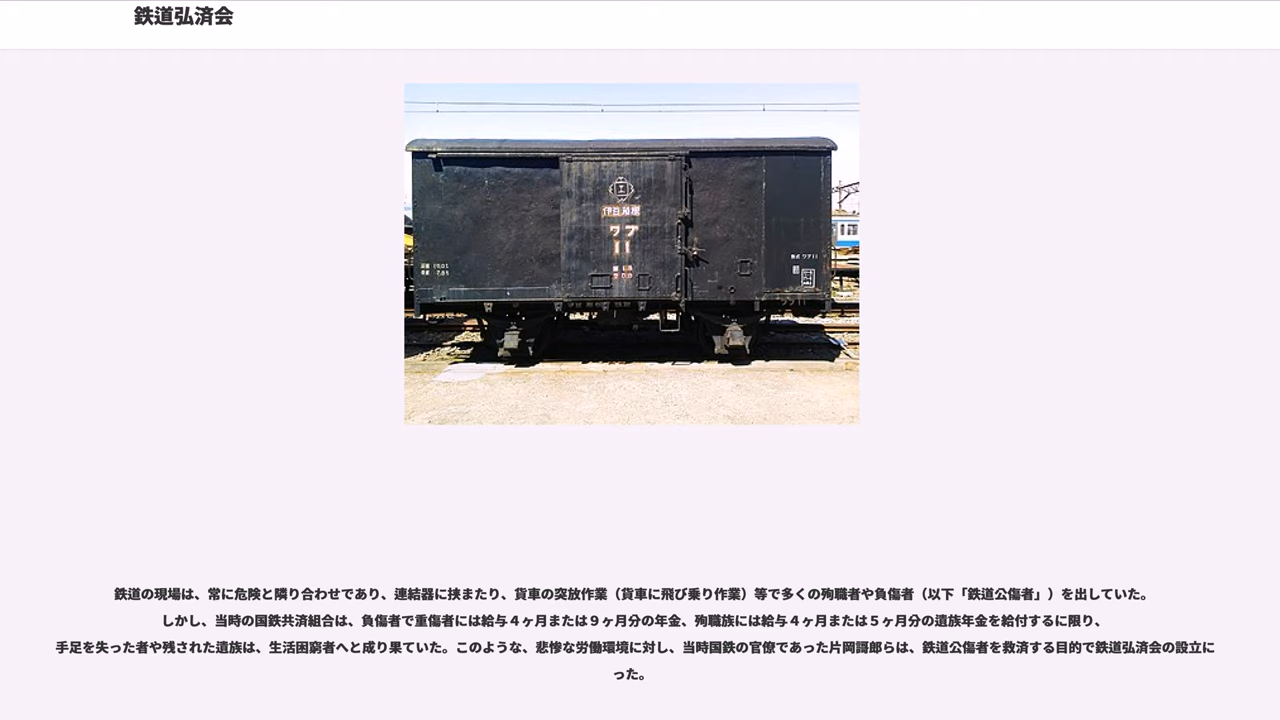 鉄道弘済会
伊豆箱根
ワフ
11
鉄道の現場は、常に危険と隣り合わせであり、連結器に挟またり、貨車の突放作業（貨車に飛び乗り作業）等で多くの殉職者や負傷者（以下「鉄道公傷者」）を出していた。
しかし、当時の国鉄共済組合は、負傷者で重傷者には給与４ヶ月または９ヶ月分の年金、殉職族には給与４ヶ月または５ヶ月分の遺族年金を給付するに限り、
手足を失った者や残された遺族は、生活困窮者へと成り果ていた。このような、悲惨な労働環境に対し、当時国鉄の官僚であった片岡謌郎らは、鉄道公傷者を救済する目的で鉄道弘済会の設立に
った。